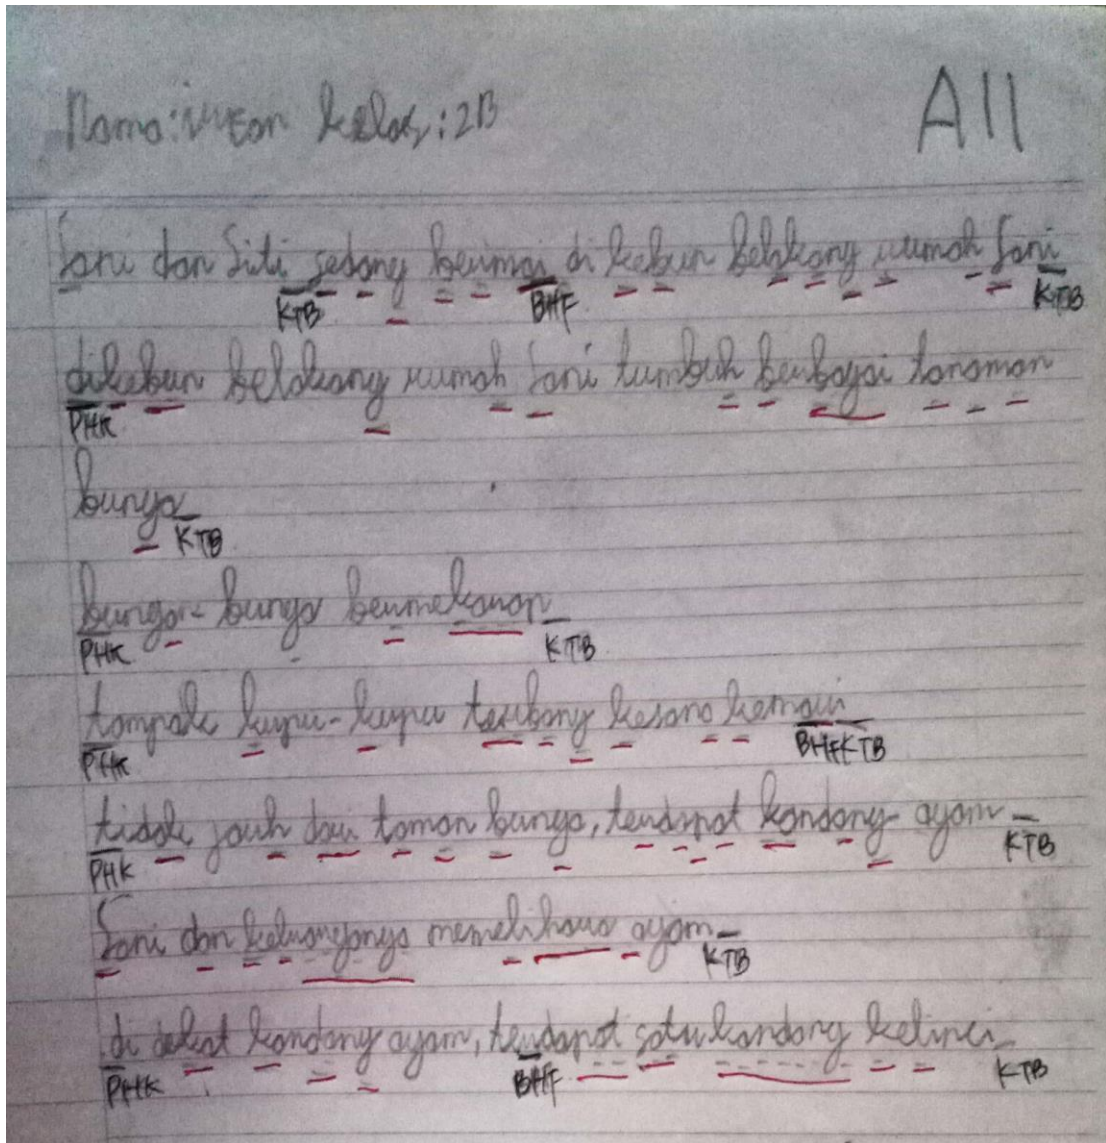 Nama: kelas: 2B A11
Sani dan Siti sedang bermai di kebun belakang rumah Sani
KTB BHF KTB
dikebun belakang rumah Sani tumbuh berbagai tanaman
PHK
bunga
KTB
bunga-bunga bermekaran
PHK KTB
tampak kupu-kupu terbang kesana kemari
PHK BHF KTB
tidak jauh dari taman bunga, terdapat kandang ayam
PHK KTB
Sani dan keluarganya memelihara ayam
KTB
di dekat kandang ayam, terdapat satu kandang kelinci
PHK BHF KTB